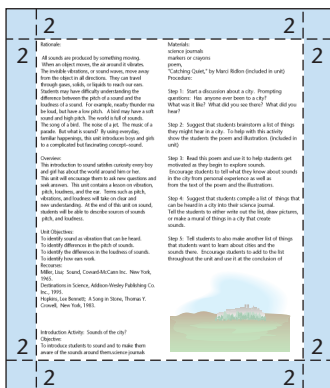 2 2
2 2
Rationale:
All sounds are produced by something moving.
When an object moves, the air around it vibrates.
The invisible vibrations, or sound waves, move away
from the object in all directions. They can travel
through gases, solids, or liquids to reach our ears.
Students may have difficulty understanding the
difference between the pitch of a sound and the
loudness of a sound. For example, nearby thunder ma
be loud, but have a low pitch. A bird may have a soft
sound and high pitch. The world is full of sounds.
The song of a bird. The noise of a jet. The music of a
parade. But what is sound? By using everyday,
familiar happenings, this unit introduces boys and girls
to a complicated but fascinating concept--sound.
Overview:
This introduction to sound satisfies curiosity every boy
and girl has about the world around him or her.
This unit will encourage them to ask new questions and
seek answers. This unit contains a lesson on vibration,
pitch, loudness, and the ear. Terms such as pitch,
vibrations, and loudness will take on clear and
new understanding. At the end of this unit on sound,
students will be able to describe sources of sounds
pitch, and loudness.
Unit Objectives:
To identify sound as vibration that can be heard.
To identify differences in the pitch of sounds.
To identify the differences in the loudness of sounds.
To identify how ears work.
Resources:
Miller, Lisa; Sound, Coward-McCann Inc. New York,
1965.
Destinations in Science, Addison-Wesley Publishing Co.
Inc., 1995.
Hopkins, Lee Bennett; A Song in Stone, Thomas Y.
Crowell, New York, 1983.
Introduction Activity: Sounds of the city?
Objective:
To introduce students to sound and to make them
aware of the sounds around them.science journals
Materials:
science journals
markers or crayons
poem,
"Catching Quiet," by Marci Ridlon (included in unit)
Procedure:
Step 1: Start a discussion about a city. Prompting
questions: Has anyone ever been to a city?
What was it like? What did you see there? What did you
hear?
Step 2: Suggest that students brainstorm a list of things
they might hear in a city. To help with this activity
show the students the poem and illustrations. (Included in
unit)
Step 3: Read this poem and use it to help students get
motivated as they begin to explore sounds.
Encourage students to tell what they know about sounds
in the city from personal experience as well as
from the text of the poem and the illustrations.
Step 4: Suggest that students compile a list of things that
can be heard in a city into their science journal.
Tell the students to either write out the list, draw pictures,
or make a mural of things in a city that create
sounds.
Step 5: Tell students to also make another list of things
that students want to learn about cities and the
sounds there. Encourage students to add to the list
throughout the unit and use it at the conclusion of
2 2
2 2